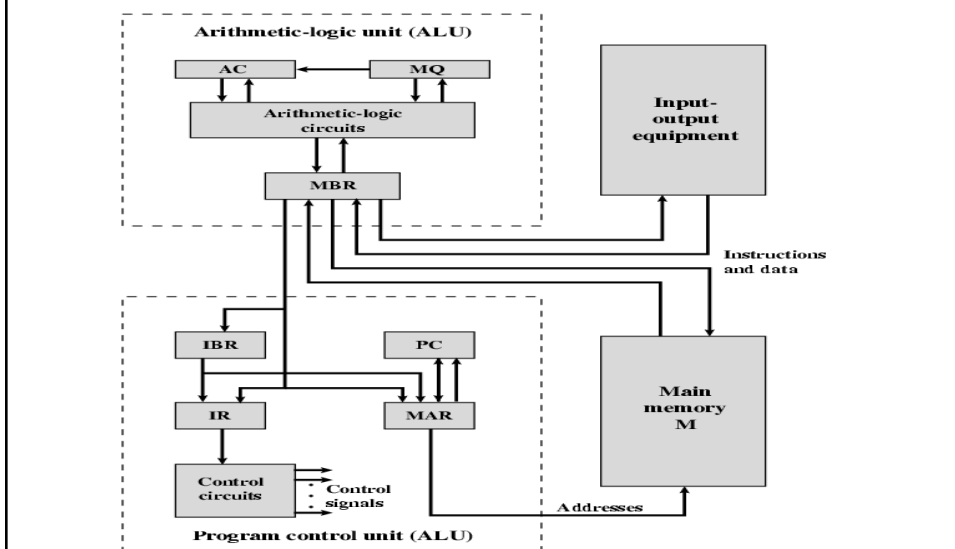 Arithmetic-logic unit (ALU)
AC
MQ
Arithmetic-logic
circuits
MBR
Input-
output
equipment
Instructions
and data
IBR
PC
IR
MAR
Main
memory
M
Control
circuits
Control
signals
Addresses
Program control unit (ALU)